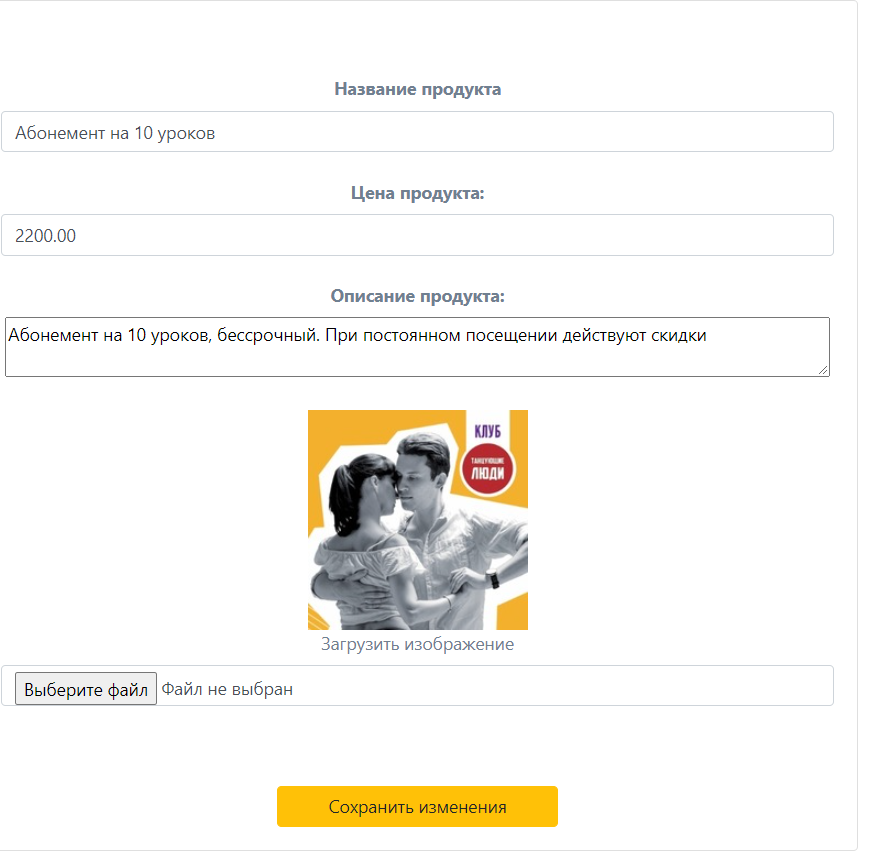 Название продукта
Абонемент на 10 уроков
Цена продукта:
2200.00
Описание продукта:
Абонемент на 10 уроков, бессрочный. При постоянном посещении действуют скидки
КЛУБ
ТАНЦУЮЩИЕ
ЛЮДИ
Загрузить изображение
Выберите файл Файл не выбран
Сохранить изменения